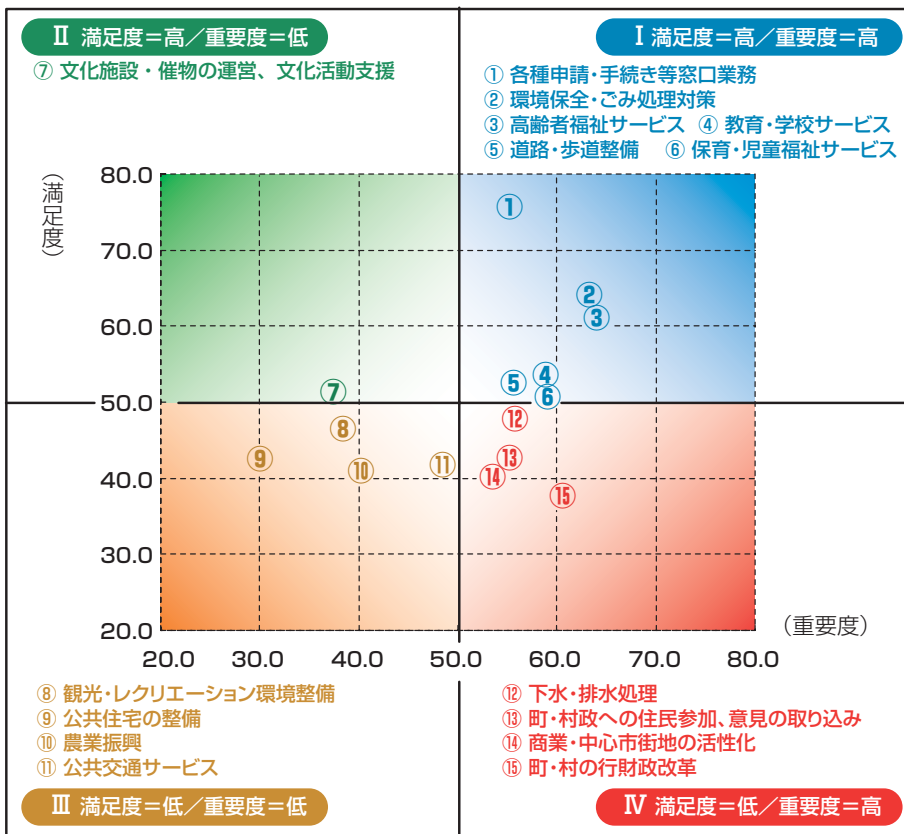 Ⅱ 満足度＝高／重要度＝低
⑦ 文化施設・催物の運営、文化活動支援
Ⅰ 満足度＝高／重要度＝高
① 各種申請・手続き等窓口業務
② 環境保全・ごみ処理対策
③ 高齢者福祉サービス ④ 教育・学校サービス
⑤ 道路・歩道整備 ⑥ 保育・児童福祉サービス
（満足度）
80.0
70.0
60.0
50.0
40.0
30.0
20.0
①
②
③
④
⑤
⑥
⑦
⑧
⑨
⑩
⑪
⑫
⑬
⑭
⑮
（重要度）
20.0 30.0 40.0 50.0 60.0 70.0 80.0
⑧ 観光・レクリエーション環境整備
⑨ 公共住宅の整備
⑩ 農業振興
⑪ 公共交通サービス
Ⅲ 満足度＝低／重要度＝低
⑫ 下水・排水処理
⑬ 町・村政への住民参加、意見の取り込み
⑭ 商業・中心市街地の活性化
⑮ 町・村の行財政改革
Ⅳ 満足度＝低／重要度＝高